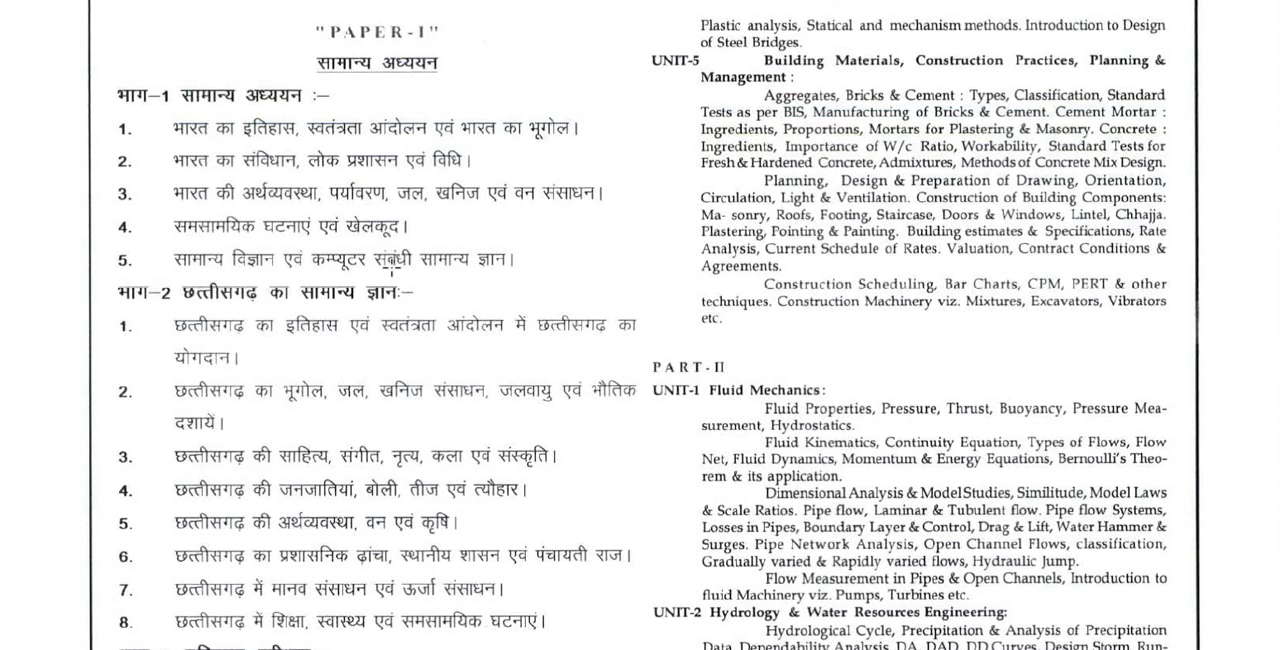 "PAPER-I"
सामान्य अध्ययन
भाग–1 सामान्य अध्ययन :–
1. भारत का इतिहास, स्वतंत्रता आंदोलन एवं भारत का भूगोल।
2. भारत का संविधान, लोक प्रशासन एवं विधि।
3. भारत की अर्थव्यवस्था, पर्यावरण, जल, खनिज एवं वन संसाधन।
4. समसामयिक घटनाएं एवं खेलकूद।
5. सामान्य विज्ञान एवं कम्प्यूटर संबंधी सामान्य ज्ञान।
भाग–2 छत्तीसगढ़ का सामान्य ज्ञानः–
1. छत्तीसगढ़ का इतिहास एवं स्वतंत्रता आंदोलन में छत्तीसगढ़ का
योगदान।
2. छत्तीसगढ़ का भूगोल, जल, खनिज संसाधन, जलवायु एवं भौतिक
दशायें।
3. छत्तीसगढ़ की साहित्य, संगीत, नृत्य, कला एवं संस्कृति।
4. छत्तीसगढ़ की जनजातियां, बोली, तीज एवं त्यौहार।
5. छत्तीसगढ़ की अर्थव्यवस्था, वन एवं कृषि।
6. छत्तीसगढ़ का प्रशासनिक ढ़ांचा, स्थानीय शासन एवं पंचायती राज।
7. छत्तीसगढ़ में मानव संसाधन एवं ऊर्जा संसाधन।
8. छत्तीसगढ़ में शिक्षा, स्वास्थ्य एवं समसामयिक घटनाएं।
Plastic analysis, Statical and mechanism methods. Introduction to Design
of Steel Bridges.
UNIT-5 Building Materials, Construction Practices, Planning &
Management :
Aggregates, Bricks & Cement : Types, Classification, Standard
Tests as per BIS, Manufacturing of Bricks & Cement. Cement Mortar :
Ingredients, Proportions, Mortars for Plastering & Masonry. Concrete :
Ingredients, Importance of W/c Ratio, Workability, Standard Tests for
Fresh & Hardened Concrete, Admixtures, Methods of Concrete Mix Design.
Planning, Design & Preparation of Drawing, Orientation,
Circulation, Light & Ventilation. Construction of Building Components:
Ma- sonry, Roofs, Footing, Staircase, Doors & Windows, Lintel, Chhajja.
Plastering, Pointing & Painting. Building estimates & Specifications, Rate
Analysis, Current Schedule of Rates. Valuation, Contract Conditions &
Agreements.
Construction Scheduling, Bar Charts, CPM, PERT & other
techniques. Construction Machinery viz. Mixtures, Excavators, Vibrators
etc.
PART-II
UNIT-1 Fluid Mechanics:
Fluid Properties, Pressure, Thrust, Buoyancy, Pressure Mea-
surement, Hydrostatics.
Fluid Kinematics, Continuity Equation, Types of Flows, Flow
Net, Fluid Dynamics, Momentum & Energy Equations, Bernoulli's Theo-
rem & its application.
Dimensional Analysis & Model Studies, Similitude, Model Laws
& Scale Ratios. Pipe flow, Laminar & Tubulent flow. Pipe flow Systems,
Losses in Pipes, Boundary Layer & Control, Drag & Lift, Water Hammer &
Surges. Pipe Network Analysis, Open Channel Flows, classification,
Gradually varied & Rapidly varied flows, Hydraulic Jump.
Flow Measurement in Pipes & Open Channels, Introduction to
fluid Machinery viz. Pumps, Turbines etc.
UNIT-2 Hydrology & Water Resources Engineering:
Hydrological Cycle, Precipitation & Analysis of Precipitation
Data, Dependability Analysis, DA, DAD, DD Curves, Design Storm, Run-